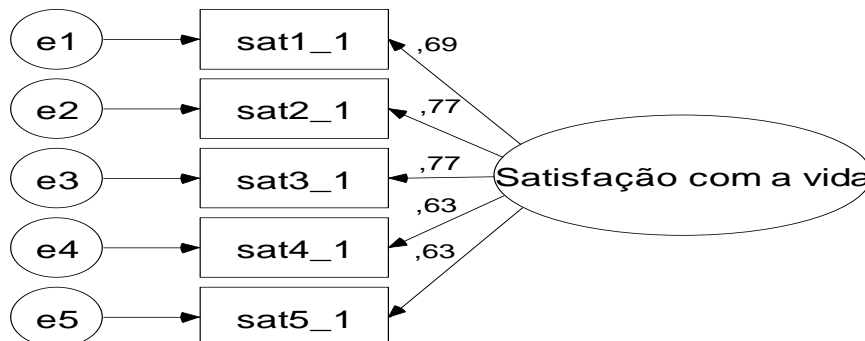 e1
sat1_1
,69
e2
sat2_1
,77
e3
sat3_1
,77
Satisfação com a vida
e4
sat4_1
,63
e5
sat5_1
,63